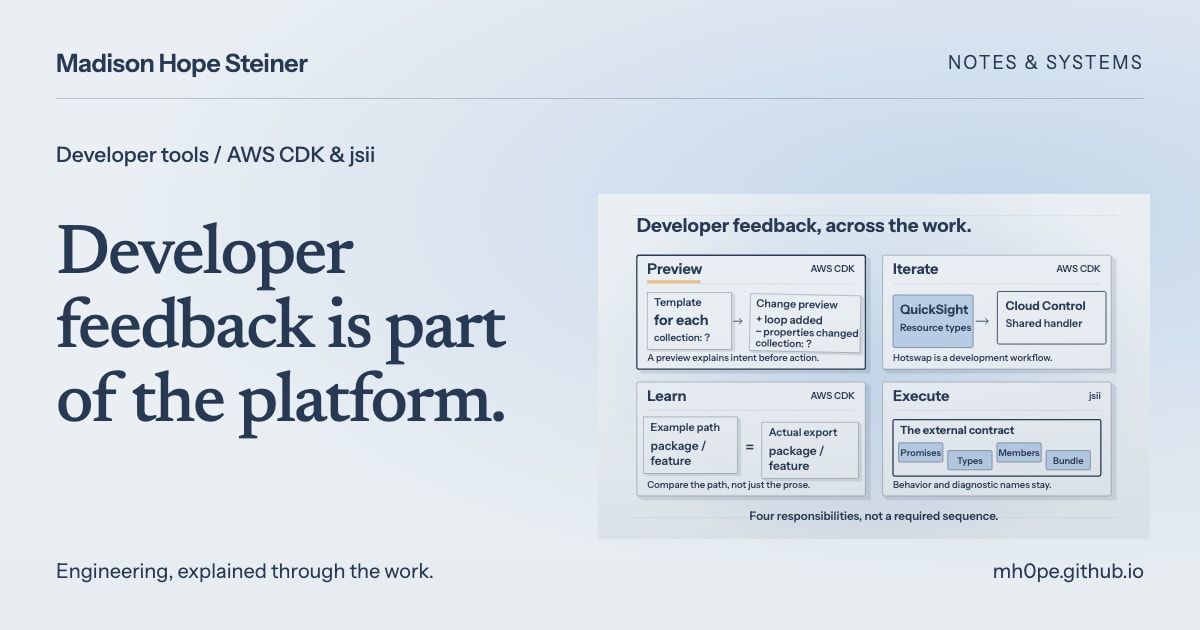 Madison Hope Steiner
NOTES & SYSTEMS
Developer tools / AWS CDK & jsii
Developer
feedback is part
of the platform.
Developer feedback, across the work.
Preview
AWS CDK
Template
for each
collection: ?
→
Change preview
+ loop added
~ properties changed
collection: ?
A preview explains intent before action.
Iterate
AWS CDK
QuickSight
Resource types
→
Cloud Control
Shared handler
Hotswap is a development workflow.
Learn
AWS CDK
Example path
package /
feature
=
Actual export
package /
feature
Compare the path, not just the prose.
Execute
jsii
The external contract
Promises
Types
Members
Bundle
Behavior and diagnostic names stay.
Four responsibilities, not a required sequence.
Engineering, explained through the work.
mh0pe.github.io